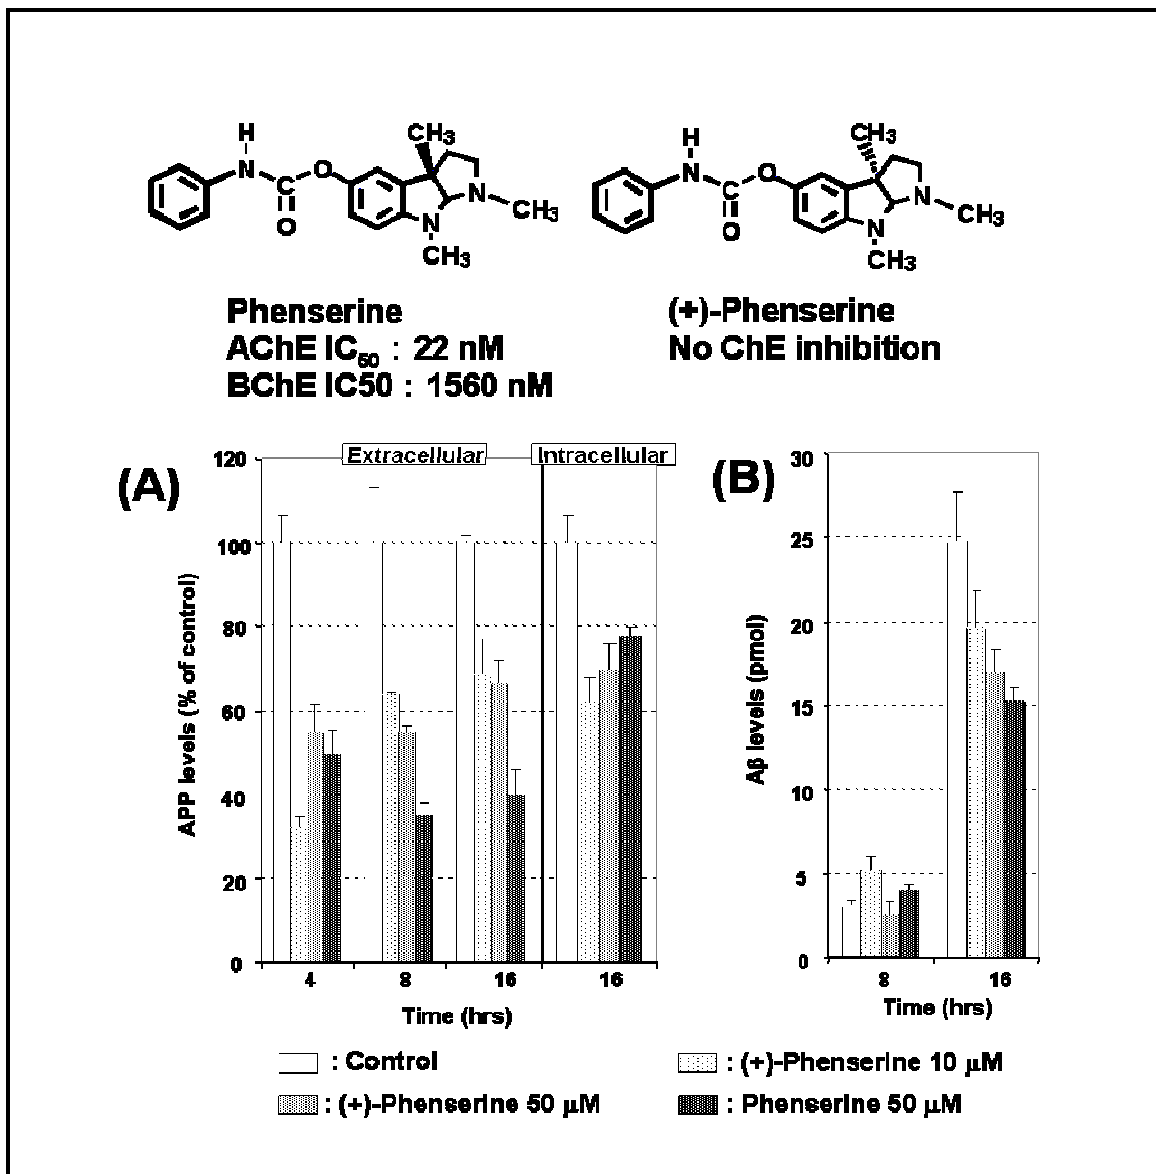 H
N
C
O
O
CH3
N
N
CH3
CH3
H
N
C
O
O
CH3
N
N
CH3
CH3
Phenserine
AChE IC50 : 22 nM
BChE IC50 : 1560 nM
(+)-Phenserine
No ChE inhibition
(A)
Extracellular
Intracellular
APP levels (% of control)
120
100
80
60
40
20
0
4
8
16
16
Time (hrs)
(B)
Aβ levels (pmol)
30
25
20
15
10
5
0
8
16
Time (hrs)
: Control
: (+)-Phenserine 10 µM
: (+)-Phenserine 50 µM
: Phenserine 50 µM